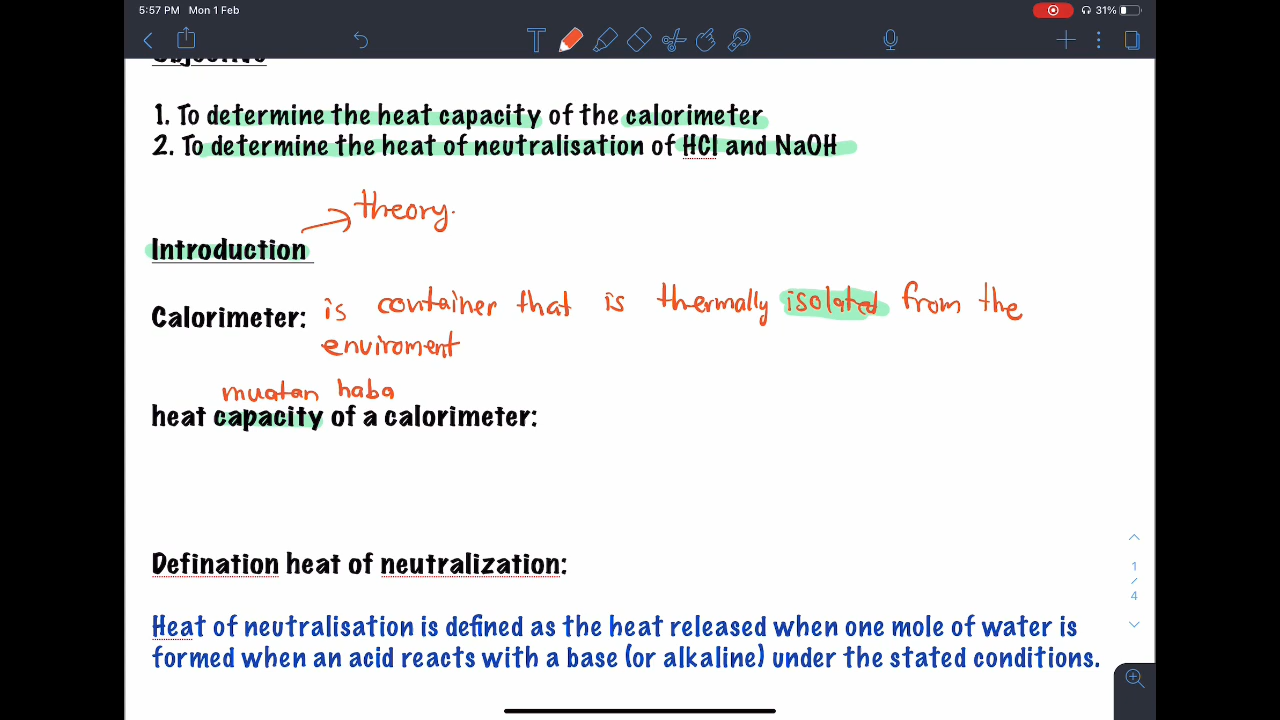 5:57 PM Mon 1 Feb
31%
T
Objective
1. To determine the heat capacity of the calorimeter
2. To determine the heat of neutralisation of HCl and NaOH
theory.
Introduction
Calorimeter: is container that is thermally isolated from the
enviroment
muatan haba
heat capacity of a calorimeter:
Defination heat of neutralization:
Heat of neutralisation is defined as the heat released when one mole of water is
formed when an acid reacts with a base (or alkaline) under the stated conditions.
1
/
4